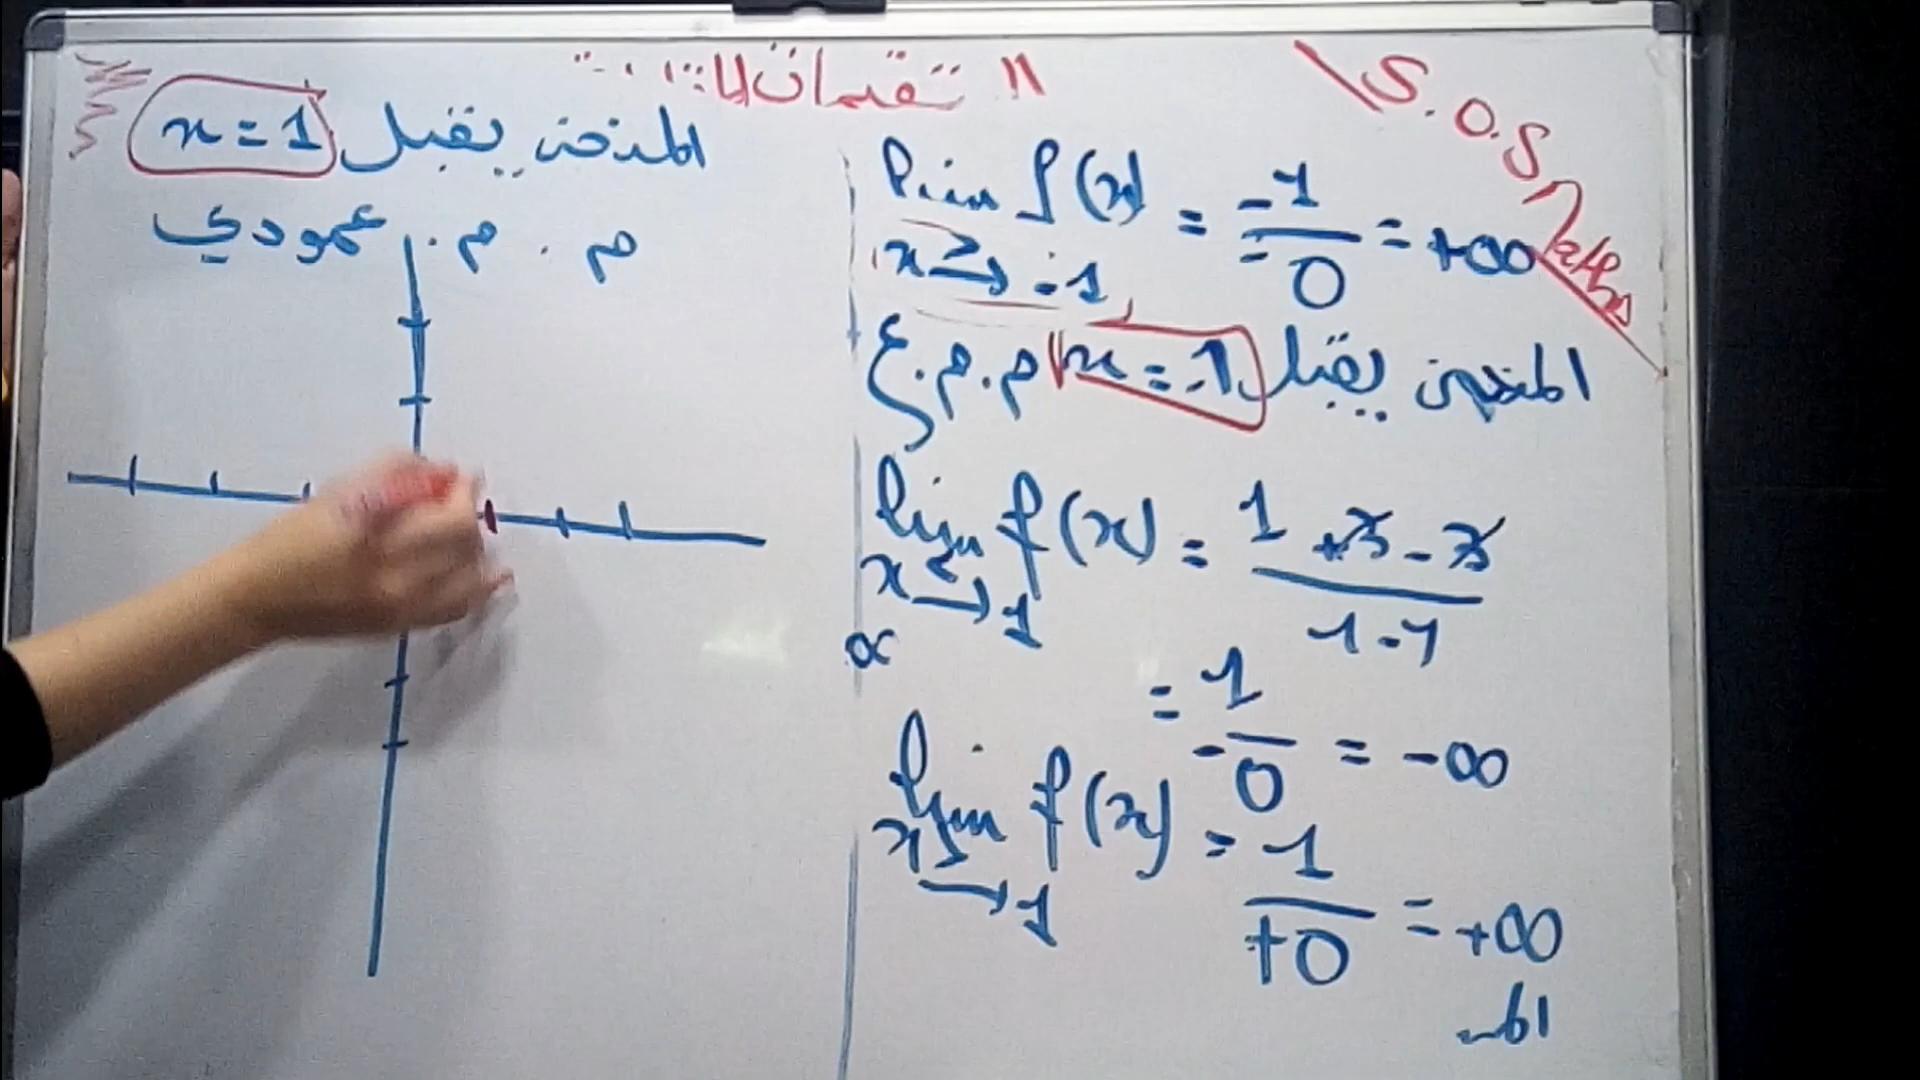 S.O.S Maths
المنحنى يقبل x = 1
م . م . عمودي
lim f(x) = -1/-0 = +∞
x > → -1
المنحنى يقبل x = -1 م.م.ع
lim f(x) = 1 + 3 - 3 / 1 - 1
x < → 1
= 1/-0 = -∞
lim f(x) = 1/+0 = +∞
x > → 1
المـ